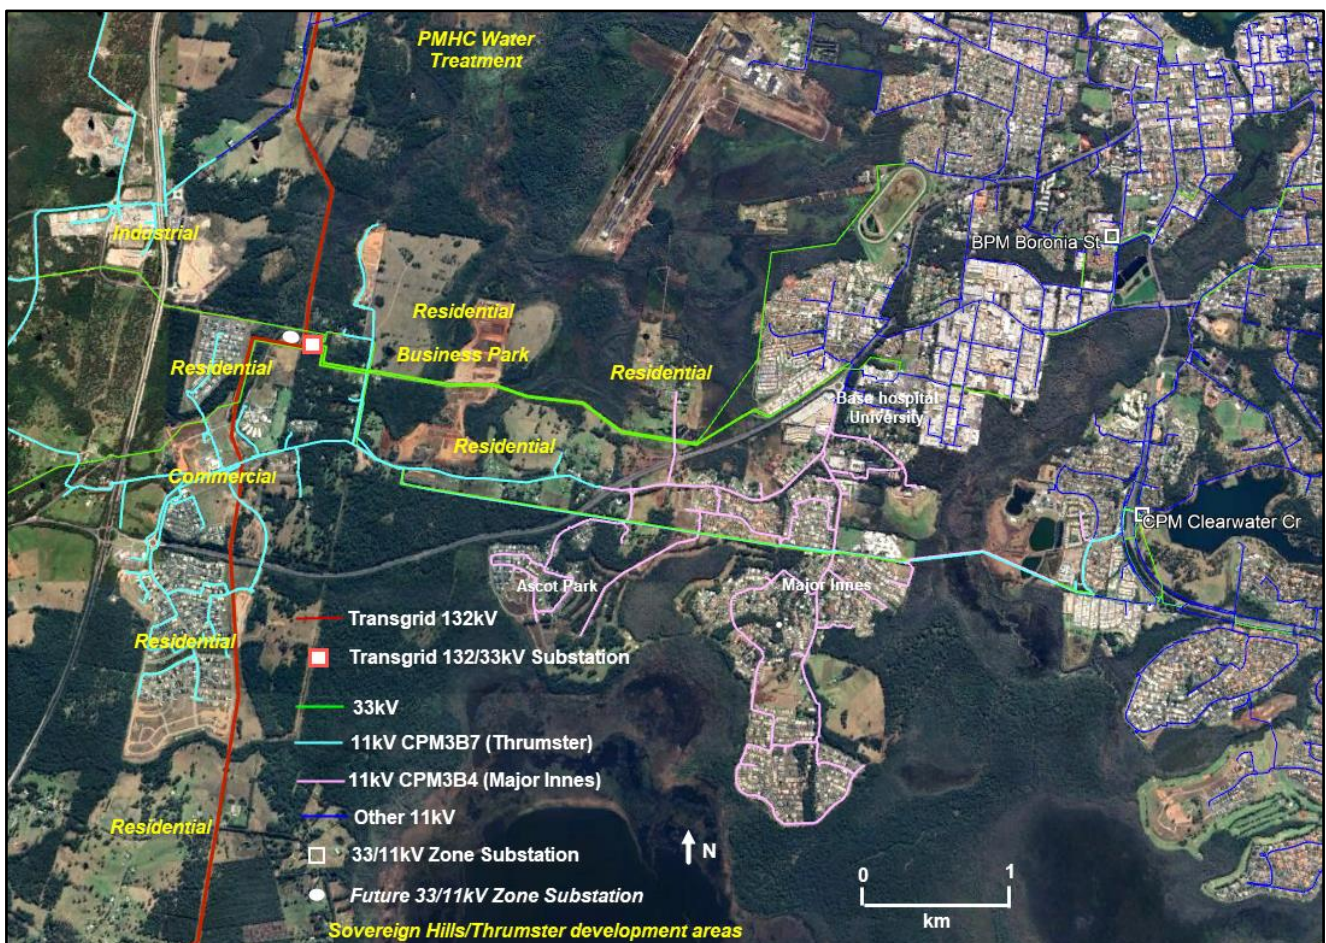 PMHC Water
Treatment
Industrial
BPM Boronia St
Residential
Business Park
Residential
Residential
Base hospital
University
Residential
Commercial
CPM Clearwater Cr
Ascot Park
Major Innes
Transgrid 132kV
Residential
Transgrid 132/33kV Substation
33kV
11kV CPM3B7 (Thrumster)
11kV CPM3B4 (Major Innes)
Other 11kV
Residential
33/11kV Zone Substation
N
Future 33/11kV Zone Substation
0 1
km
Sovereign Hills/Thrumster development areas